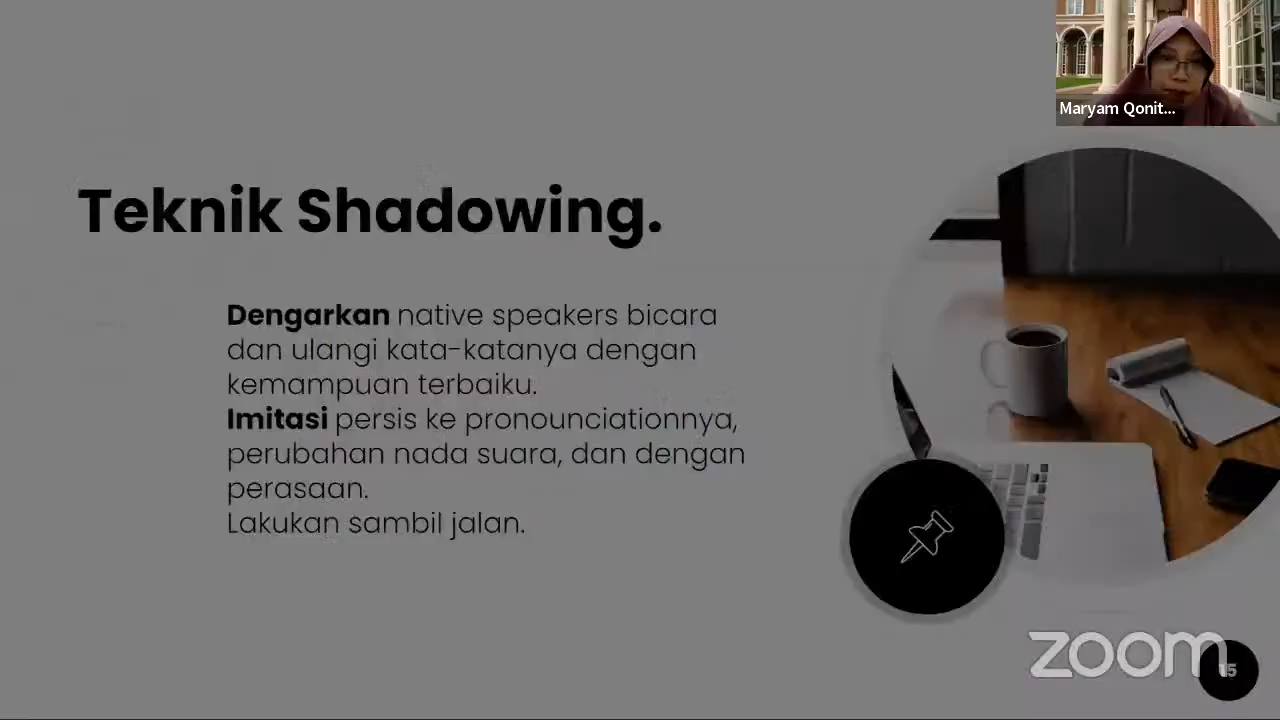 Maryam Qonit...
Teknik Shadowing.
Dengarkan native speakers bicara
dan ulangi kata-katanya dengan
kemampuan terbaiku.
Imitasi persis ke pronounciationnya,
perubahan nada suara, dan dengan
perasaan.
Lakukan sambil jalan.
zoom
15